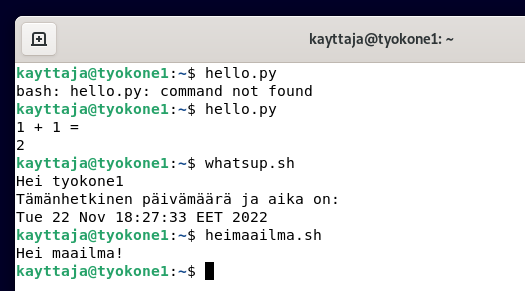 kayttaja@tyokone1: ~
kayttaja@tyokone1:~$ hello.py
bash: hello.py: command not found
kayttaja@tyokone1:~$ hello.py
1 + 1 =
2
kayttaja@tyokone1:~$ whatsup.sh
Hei tyokone1
Tämänhetkinen päivämäärä ja aika on:
Tue 22 Nov 18:27:33 EET 2022
kayttaja@tyokone1:~$ heimaailma.sh
Hei maailma!
kayttaja@tyokone1:~$